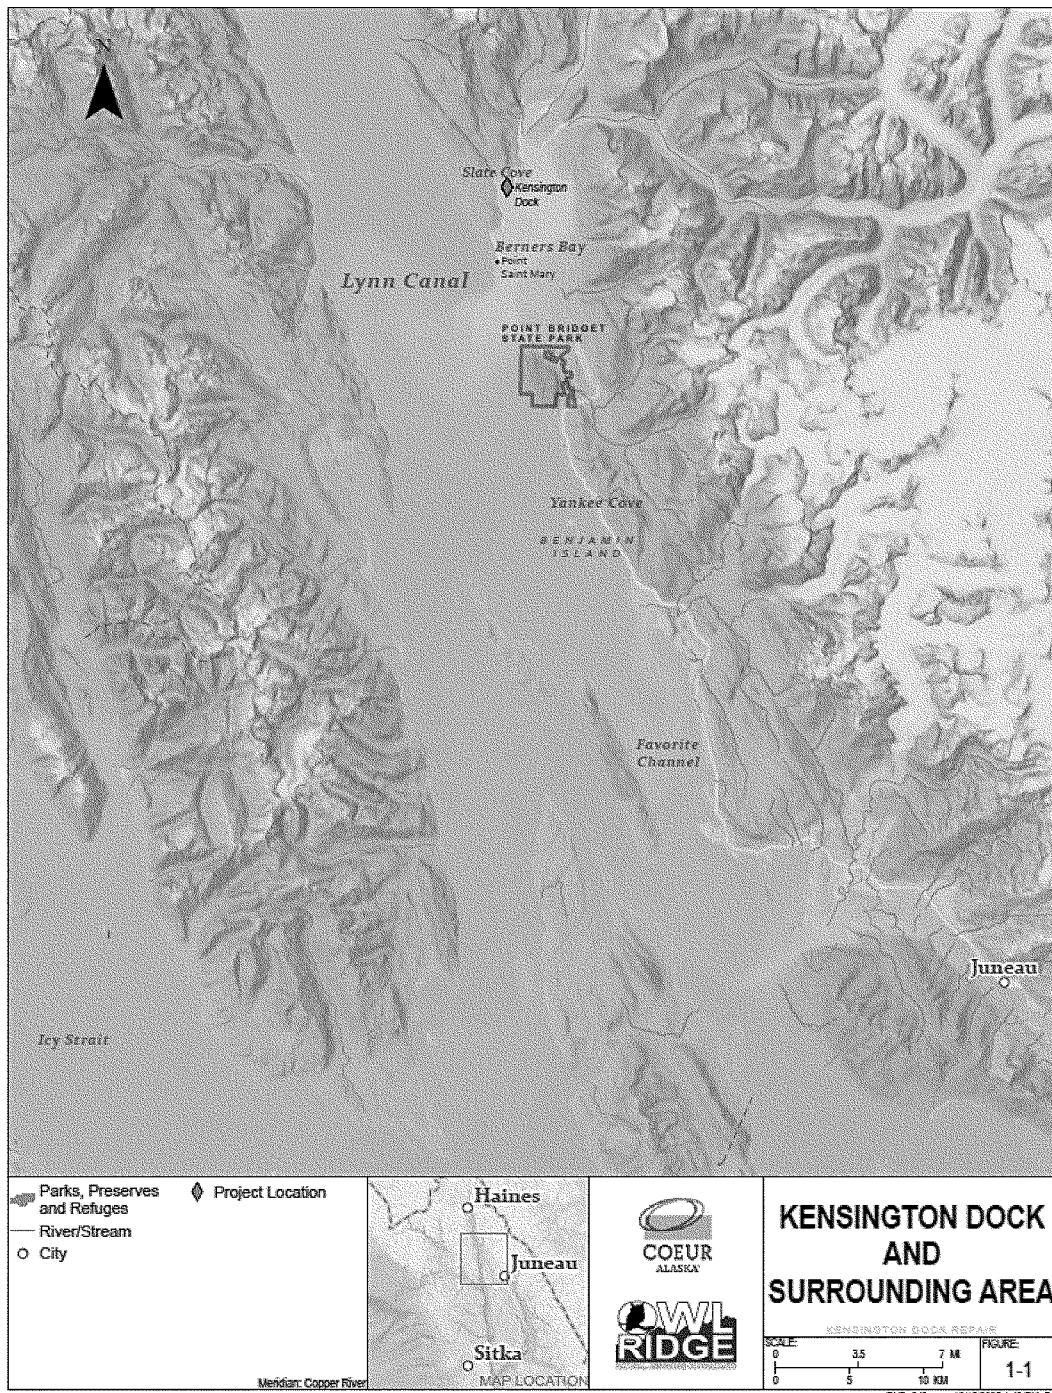 N
Slate Cove
Kensington
Dock
Berners Bay
Point
Saint Mary
Lynn Canal
POINT BRIDGET
STATE PARK
Yankee Cove
BENJAMIN
ISLAND
Favorite
Channel
Juneau
Icy Strait
Parks, Preserves
and Refuges
Project Location
River/Stream
City
Meridian: Copper River
Haines
Juneau
Sitka
MAP LOCATION
COEUR
ALASKA
OWL
RIDGE
KENSINGTON DOCK
AND
SURROUNDING AREA
KENSINGTON DOCK REPAIR
SCALE:
0 3.5 7 MI
0 5 10 KM
FIGURE:
1-1